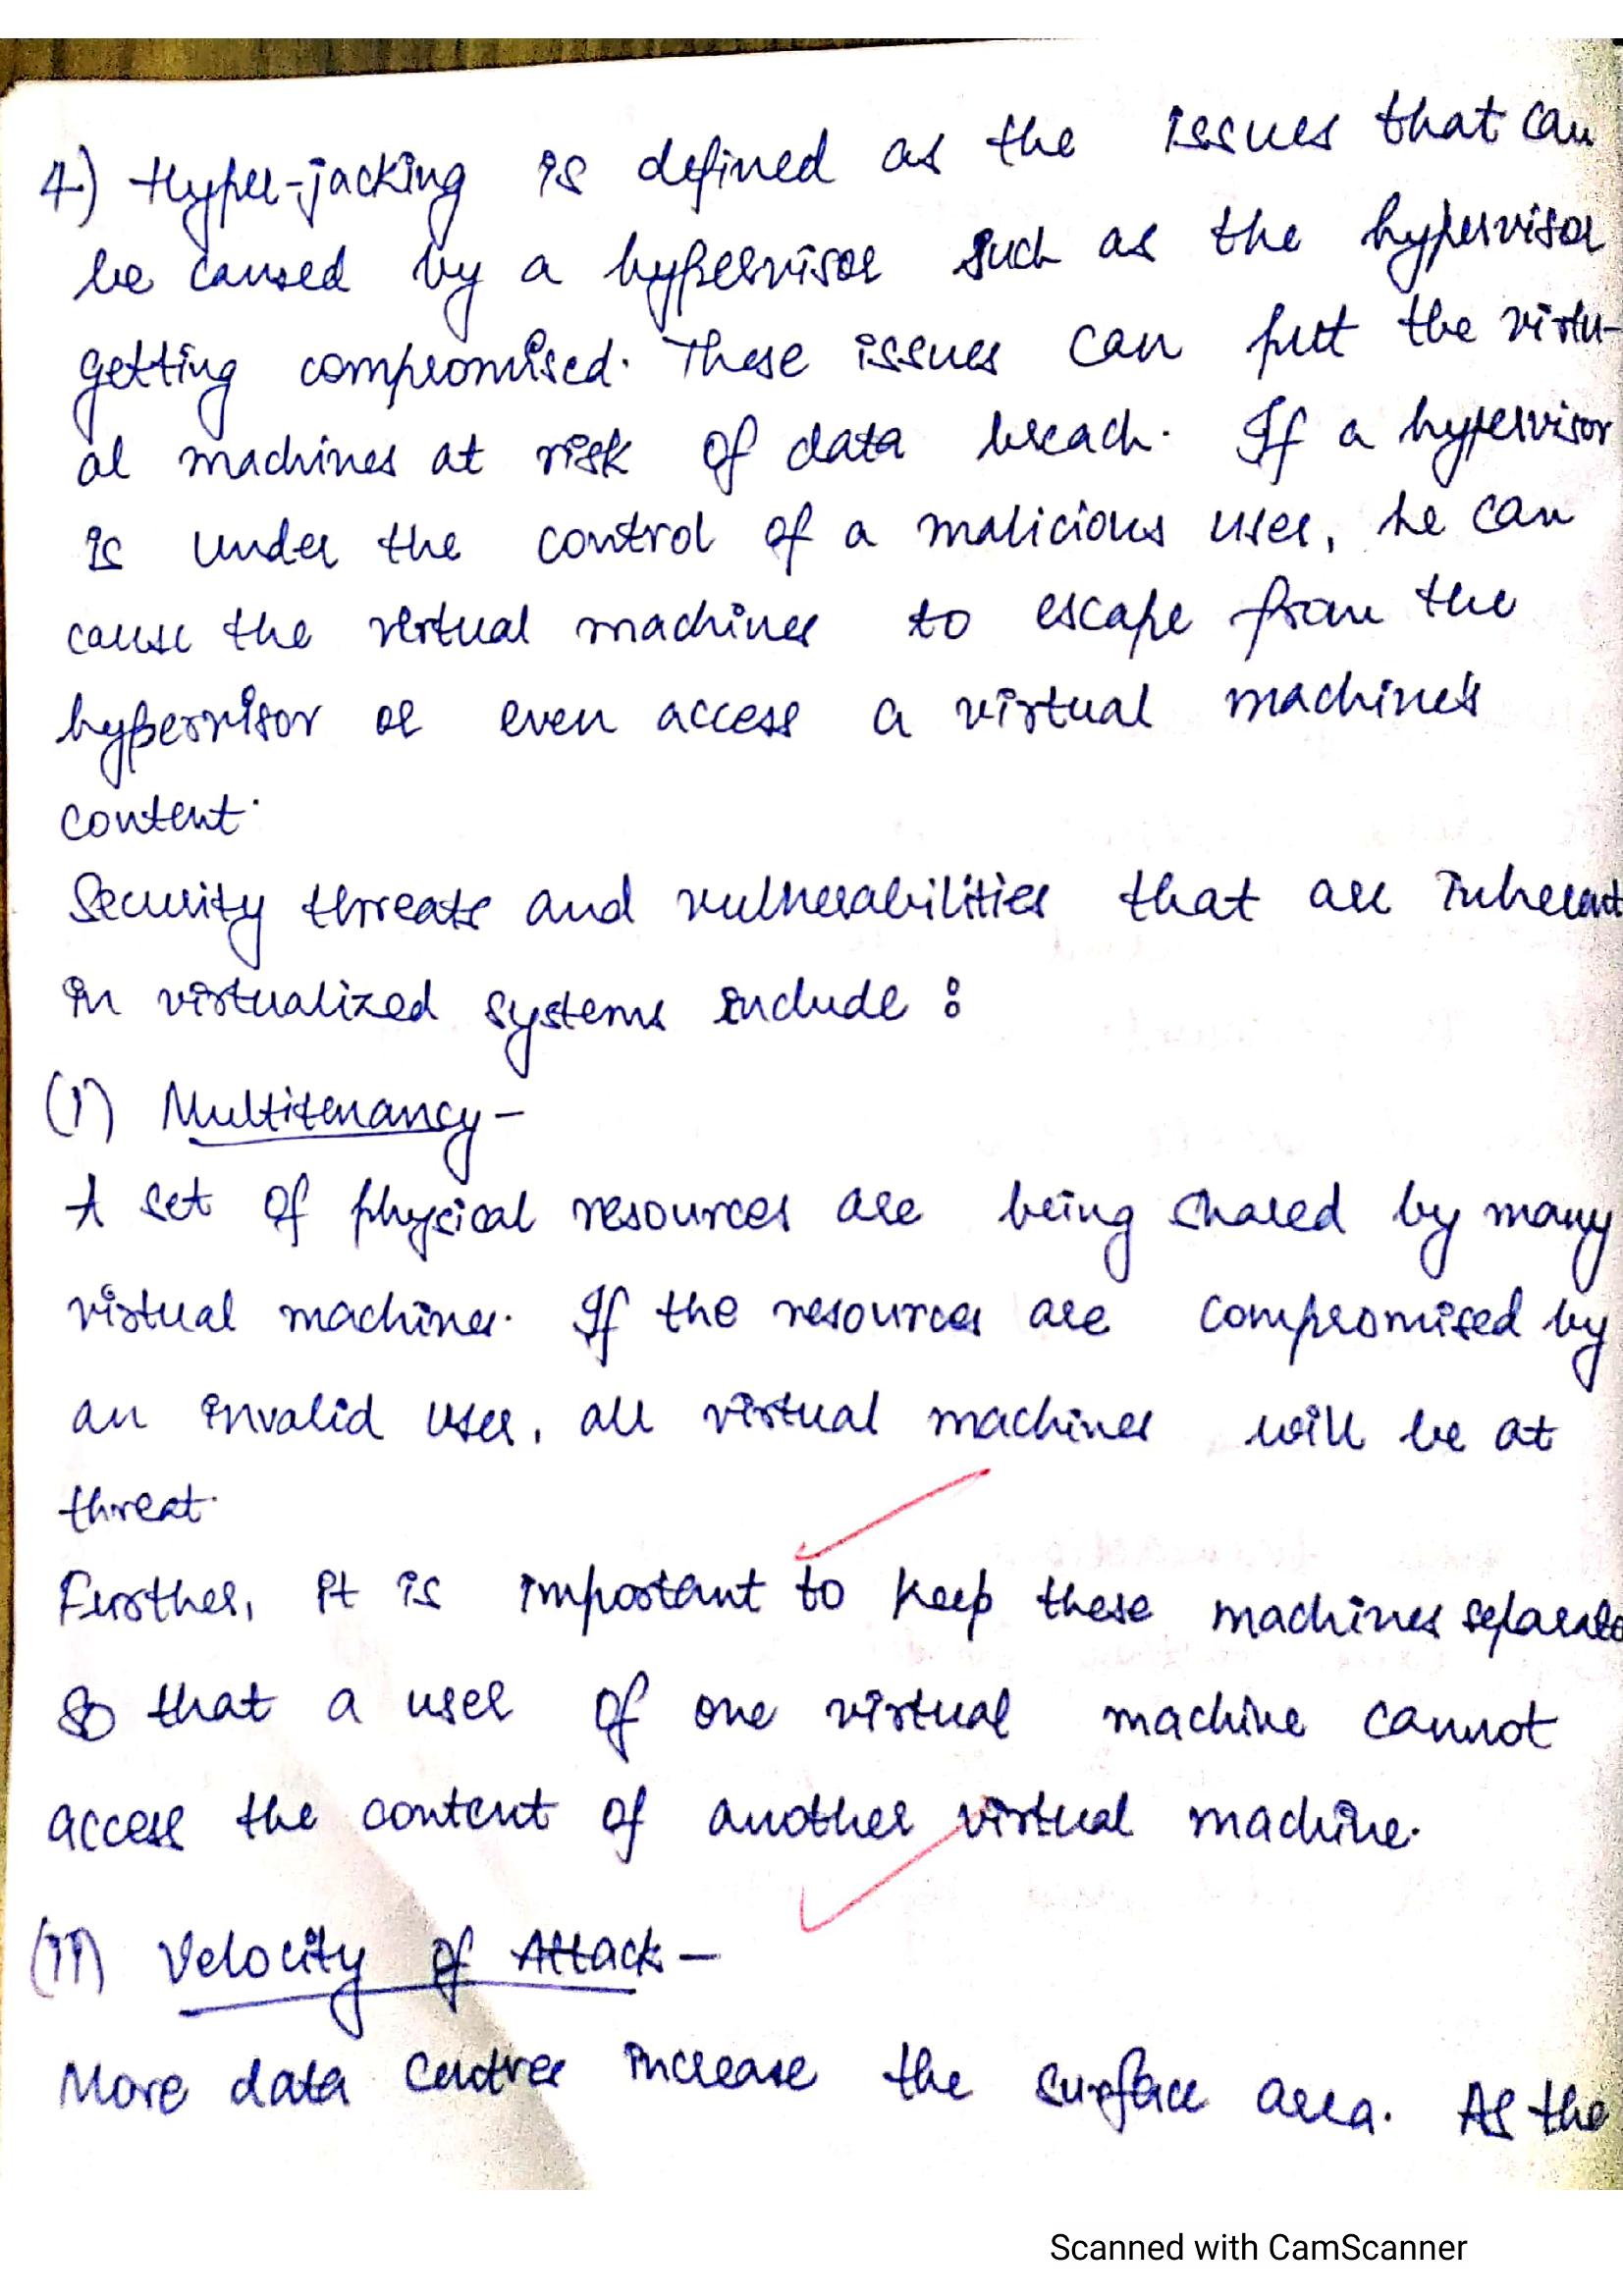 4) Hyper-jacking is defined as the issues that can
be caused by a hypervisor such as the hypervisor
getting compromised. These issues can put the virtu-
al machines at risk of data breach. If a hypervisor
is under the control of a malicious user, he can
cause the virtual machines to escape from the
hypervisor or even access a virtual machine's
content.
Security threats and vulnerabilities that are inherent
in virtualized systems include :
(i) Multitenancy -
A set of physical resources are being shared by many
virtual machines. If the resources are compromised by
an invalid user, all virtual machines will be at
threat.
Further, it is important to keep these machines separate
so that a user of one virtual machine cannot
access the content of another virtual machine.
(ii) Velocity of Attack -
More data centres increase the surface area. As the
Scanned with CamScanner